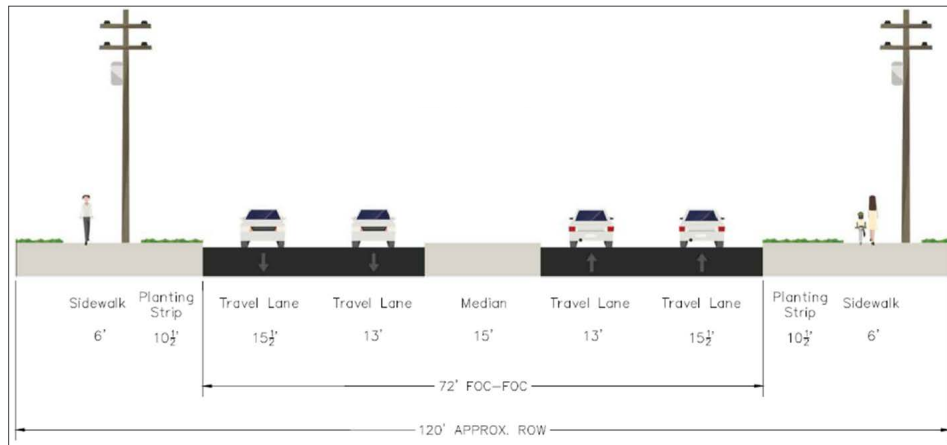 Sidewalk
6'
Planting
Strip
10½'
Travel Lane
15½'
Travel Lane
13'
Median
15'
Travel Lane
13'
Travel Lane
15½'
Planting
Strip
10½'
Sidewalk
6'
72' FOC-FOC
120' APPROX. ROW